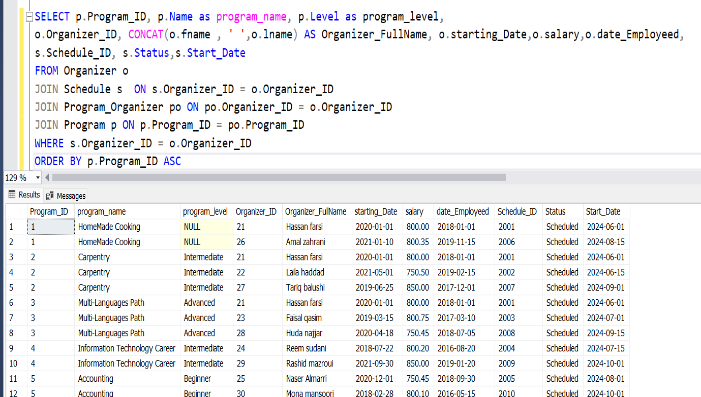 SELECT p.Program_ID, p.Name as program_name, p.Level as program_level,
o.Organizer_ID, CONCAT(o.fname , ' ',o.lname) AS Organizer_FullName, o.starting_Date,o.salary,o.date_Employeed,
s.Schedule_ID, s.Status,s.Start_Date
FROM Organizer o
JOIN Schedule s ON s.Organizer_ID = o.Organizer_ID
JOIN Program_Organizer po ON po.Organizer_ID = o.Organizer_ID
JOIN Program p ON p.Program_ID = po.Program_ID
WHERE s.Organizer_ID = o.Organizer_ID
ORDER BY p.Program_ID ASC
129 %
Results Messages
Program_ID program_name program_level Organizer_ID Organizer_FullName starting_Date salary date_Employeed Schedule_ID Status Start_Date
1 1 HomeMade Cooking NULL 21 Hassan farsi 2020-01-01 800.00 2018-01-01 2001 Scheduled 2024-06-01
2 1 HomeMade Cooking NULL 26 Amal zahrani 2021-01-10 800.35 2019-11-15 2006 Scheduled 2024-08-15
3 2 Carpentry Intermediate 21 Hassan farsi 2020-01-01 800.00 2018-01-01 2001 Scheduled 2024-06-01
4 2 Carpentry Intermediate 22 Laila haddad 2021-05-01 750.50 2019-02-15 2002 Scheduled 2024-06-15
5 2 Carpentry Intermediate 27 Tariq balushi 2019-06-25 850.00 2017-12-01 2007 Scheduled 2024-09-01
6 3 Multi-Languages Path Advanced 21 Hassan farsi 2020-01-01 800.00 2018-01-01 2001 Scheduled 2024-06-01
7 3 Multi-Languages Path Advanced 23 Faisal qasim 2019-03-15 800.75 2017-03-10 2003 Scheduled 2024-07-01
8 3 Multi-Languages Path Advanced 28 Huda najjar 2020-04-18 750.45 2018-07-05 2008 Scheduled 2024-09-15
9 4 Information Technology Career Intermediate 24 Reem sudani 2018-07-22 800.20 2016-08-20 2004 Scheduled 2024-07-15
10 4 Information Technology Career Intermediate 29 Rashid mazroui 2021-09-30 850.00 2019-01-20 2009 Scheduled 2024-10-01
11 5 Accounting Beginner 25 Naser Almarri 2020-12-01 750.45 2018-09-30 2005 Scheduled 2024-08-01
12 5 Accounting Beginner 30 Mona mansoori 2018-02-28 800.10 2016-05-15 2010 Scheduled 2024-10-01